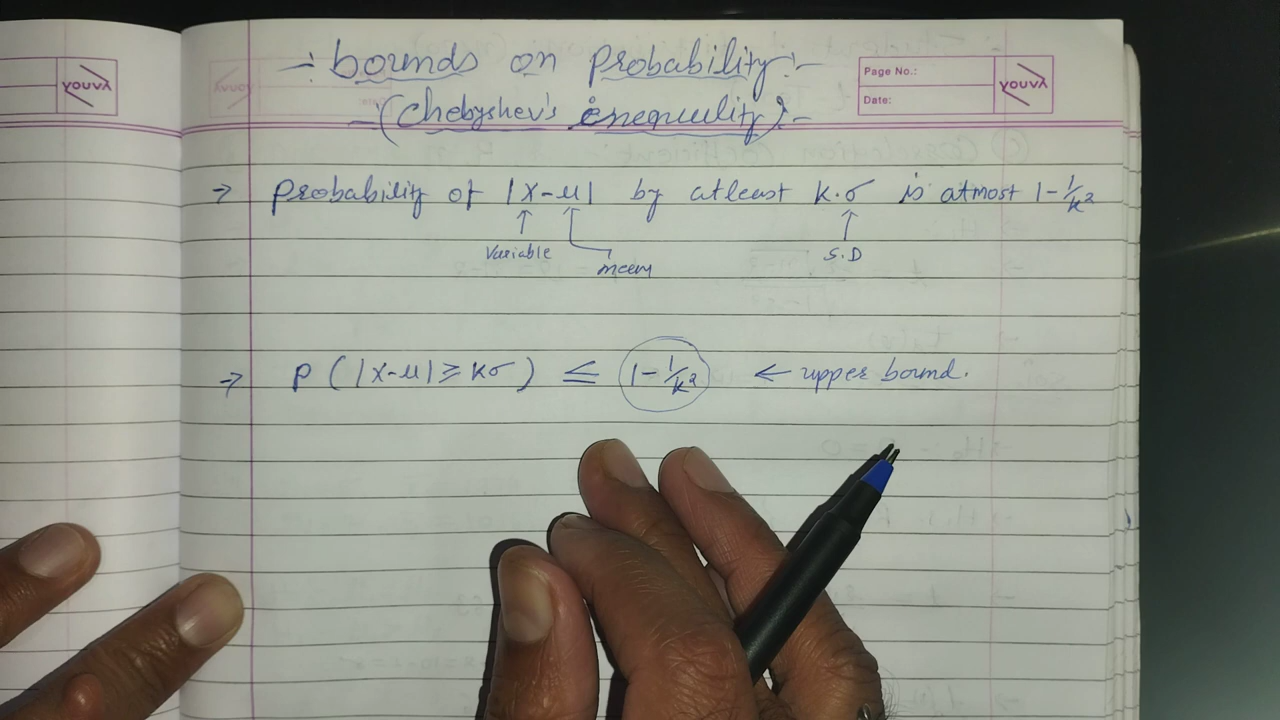 -: bounds on Probability :-
-(Chebyshev's inequality):-
Page No.:
Date:
youva
youva
→ Probability of |X-μ| by atleast K.σ is atmost 1-1/k²
Variable
mean
S.D
→ P ( |X-μ| ≥ Kσ ) ≤ 1-1/k² ← upper bound.